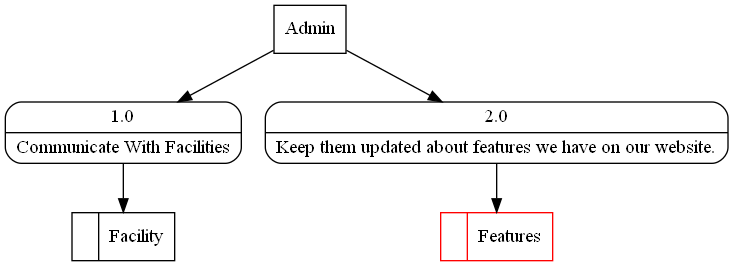 Admin
1.0
Communicate With Facilities
2.0
Keep them updated about features we have on our website.
Facility
Features